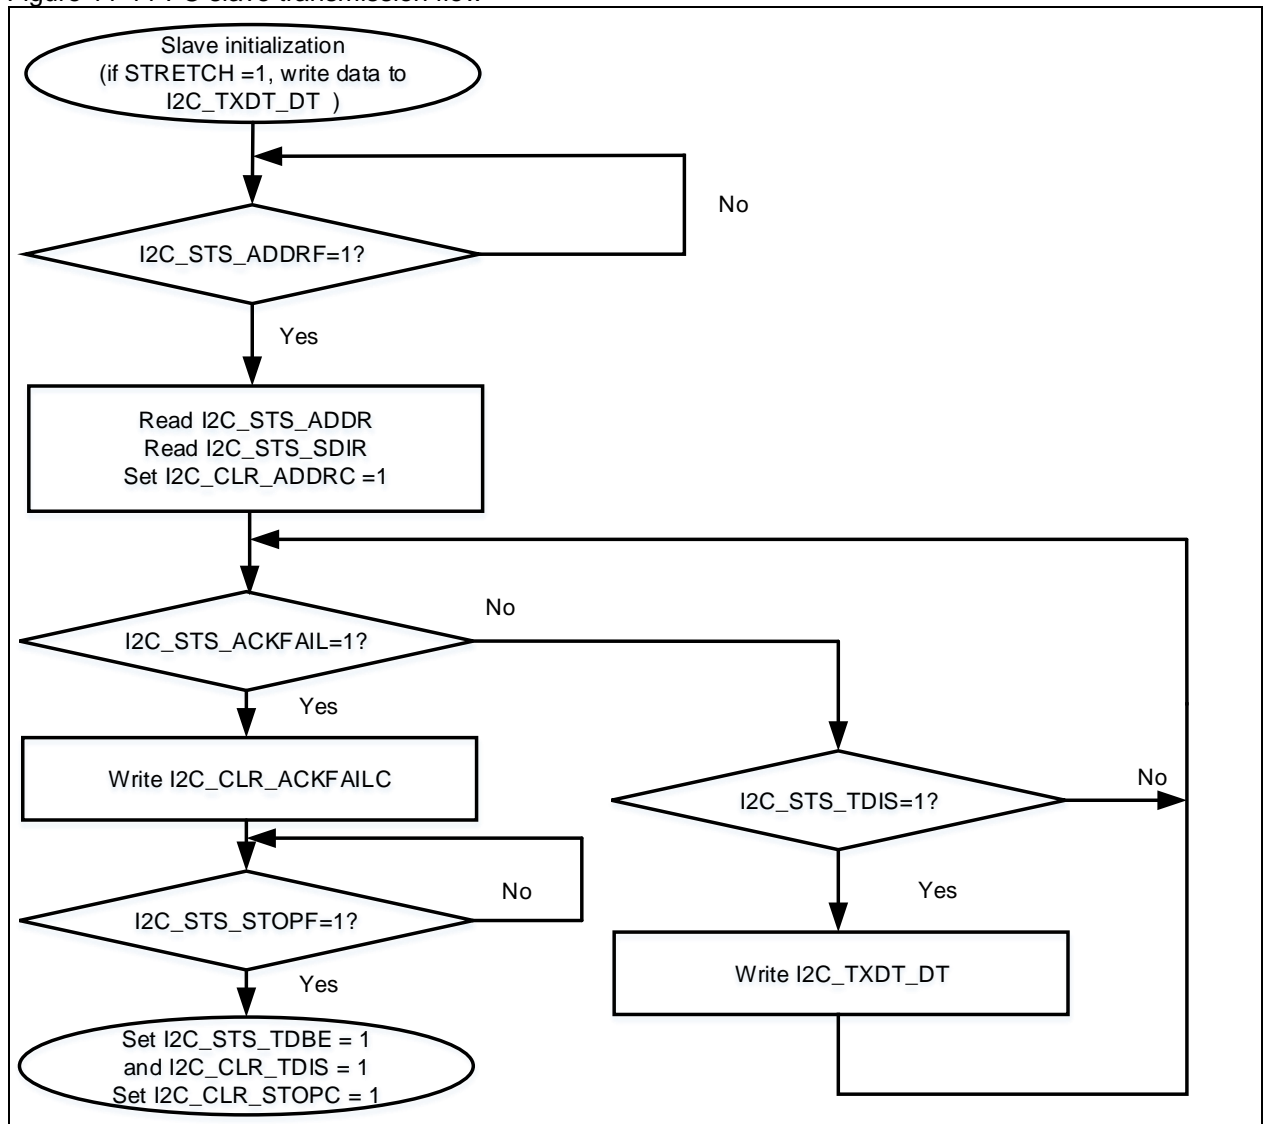 Slave initialization
(if STRETCH =1, write data to
I2C_TXDT_DT )
No
I2C_STS_ADDRF=1?
Yes
Read I2C_STS_ADDR
Read I2C_STS_SDIR
Set I2C_CLR_ADDRC =1
No
I2C_STS_ACKFAIL=1?
Yes
Write I2C_CLR_ACKFAILC
No
I2C_STS_TDIS=1?
No
Yes
I2C_STS_STOPF=1?
Write I2C_TXDT_DT
Yes
Set I2C_STS_TDBE = 1
and I2C_CLR_TDIS = 1
Set I2C_CLR_STOPC = 1